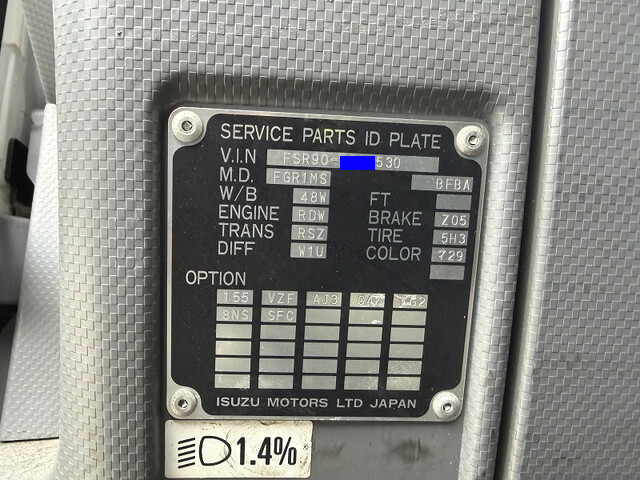 SERVICE PARTS ID PLATE
V.I.N FSR90- 530
M.D. FGR1MS BFBA
W/B 48W FT
ENGINE RDW BRAKE Z05
TRANS RSZ TIRE 5H3
DIFF W1U COLOR 729
OPTION
155 VZF AJ3
8NS SFC
ISUZU MOTORS LTD JAPAN
1.4%